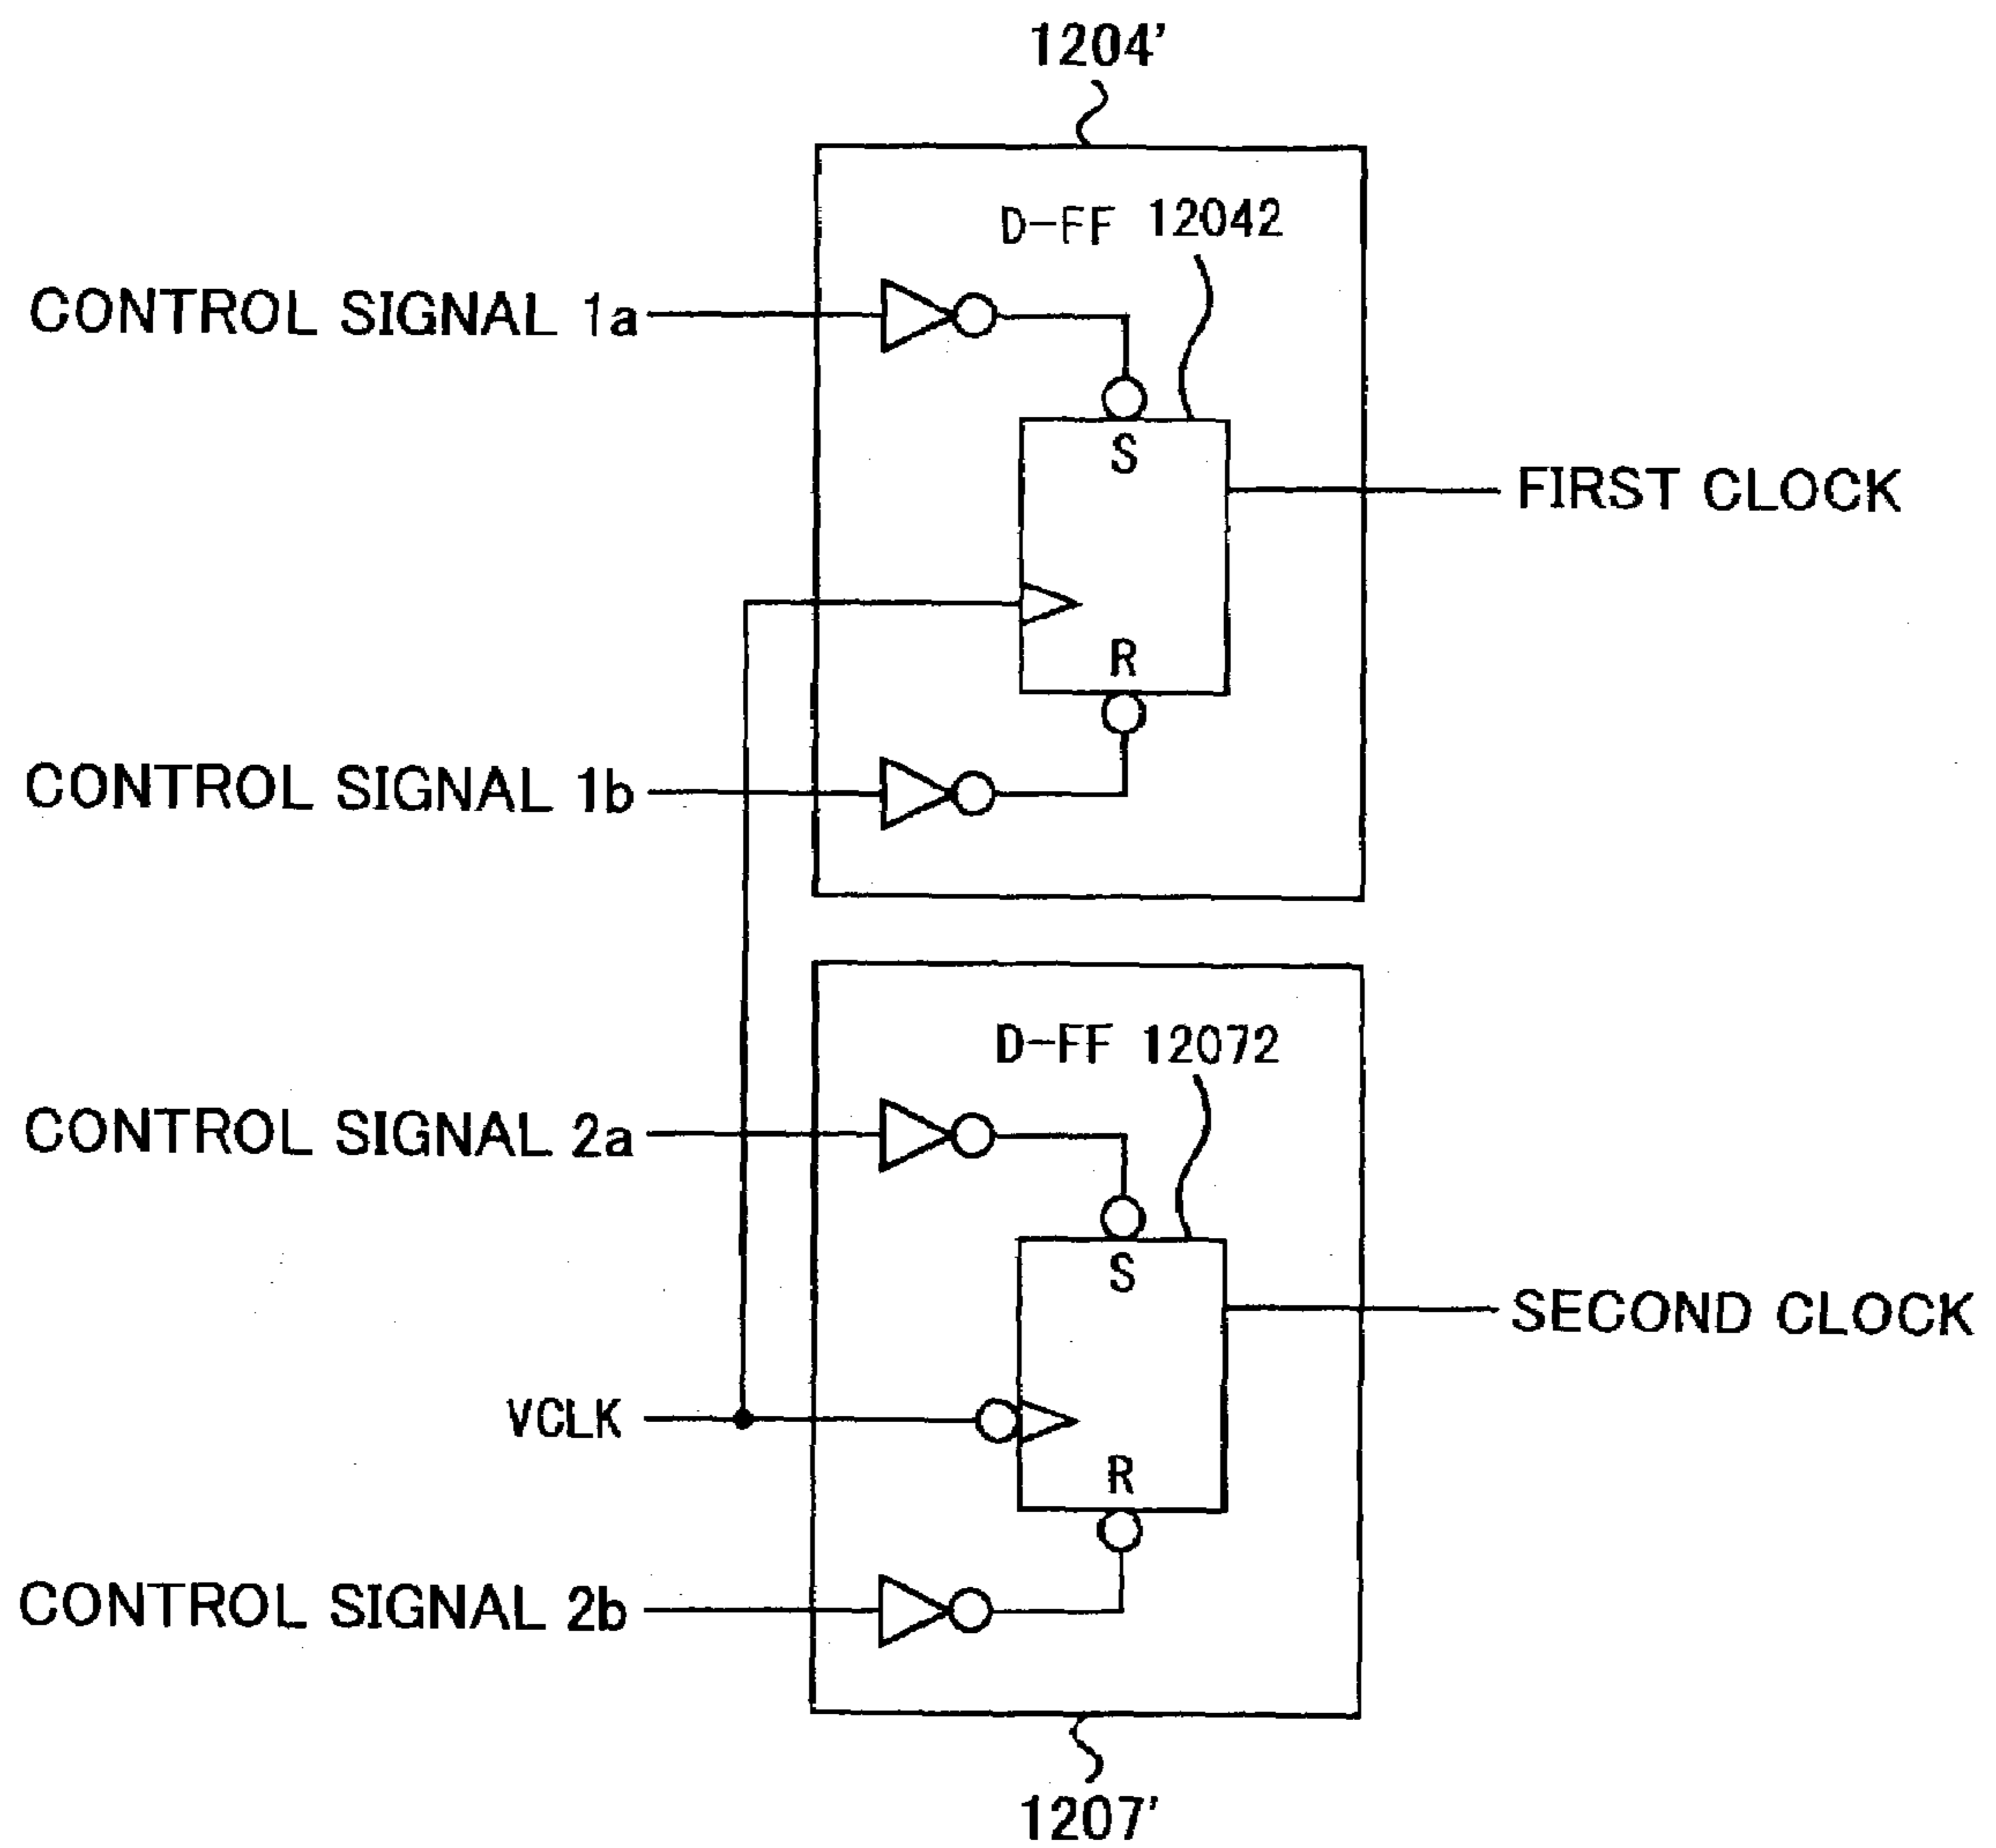 1204'
D-FF 12042
CONTROL SIGNAL 1a
S
FIRST CLOCK
R
CONTROL SIGNAL 1b
D-FF 12072
CONTROL SIGNAL 2a
S
SECOND CLOCK
VCLK
R
CONTROL SIGNAL 2b
1207'